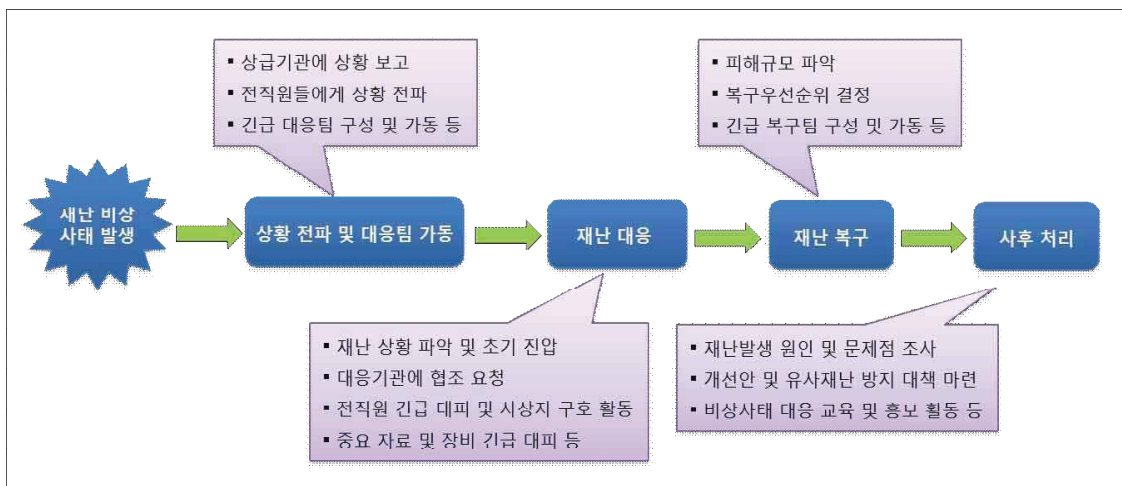 ▪ 상급기관에 상황 보고
▪ 전직원들에게 상황 전파
▪ 긴급 대응팀 구성 및 가동 등
▪ 피해규모 파악
▪ 복구우선순위 결정
▪ 긴급 복구팀 구성 및 가동 등
재난 비상
사태 발생
상황 전파 및 대응팀 가동
재난 대응
재난 복구
사후 처리
▪ 재난 상황 파악 및 초기 진압
▪ 대응기관에 협조 요청
▪ 전직원 긴급 대피 및 사상자 구호 활동
▪ 중요 자료 및 장비 긴급 대피 등
▪ 재난발생 원인 및 문제점 조사
▪ 개선안 및 유사재난 방지 대책 마련
▪ 비상사태 대응 교육 및 홍보 활동 등